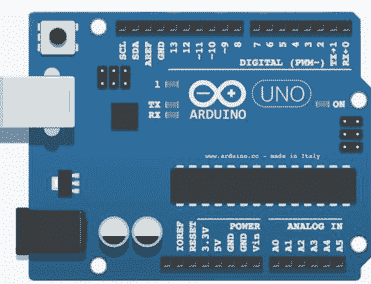 SCL
SDA
AREF
GND
13
12
~11
~10
~9
8
7
~6
~5
4
~3
2
TX→1
RX←0
DIGITAL (PWM~)
1
TX
RX
UNO
ON
ARDUINO
www.arduino.cc - made in Italy
POWER
ANALOG IN
IOREF
RESET
3.3V
5V
GND
GND
Vin
A0
A1
A2
A3
A4
A5